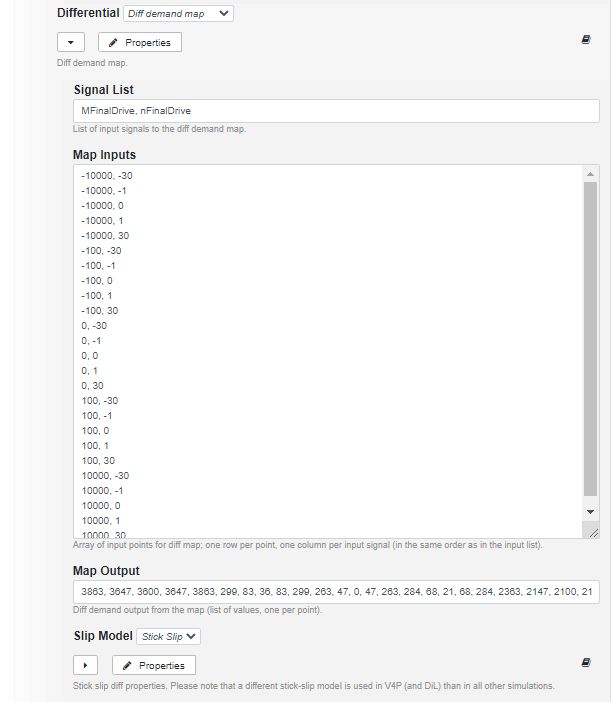 Differential Diff demand map
Properties
Diff demand map.
Signal List
MFinalDrive, nFinalDrive
List of input signals to the diff demand map.
Map Inputs
-10000, -30
-10000, -1
-10000, 0
-10000, 1
-10000, 30
-100, -30
-100, -1
-100, 0
-100, 1
-100, 30
0, -30
0, -1
0, 0
0, 1
0, 30
100, -30
100, -1
100, 0
100, 1
100, 30
10000, -30
10000, -1
10000, 0
10000, 1
10000, 30
Array of input points for diff map; one row per point, one column per input signal (in the same order as in the input list).
Map Output
3863, 3647, 3600, 3647, 3863, 299, 83, 36, 83, 299, 263, 47, 0, 47, 263, 284, 68, 21, 68, 284, 2363, 2147, 2100, 21
Diff demand output from the map (list of values, one per point).
Slip Model Stick Slip
Properties
Stick slip diff properties. Please note that a different stick-slip model is used in V4P (and DiL) than in all other simulations.